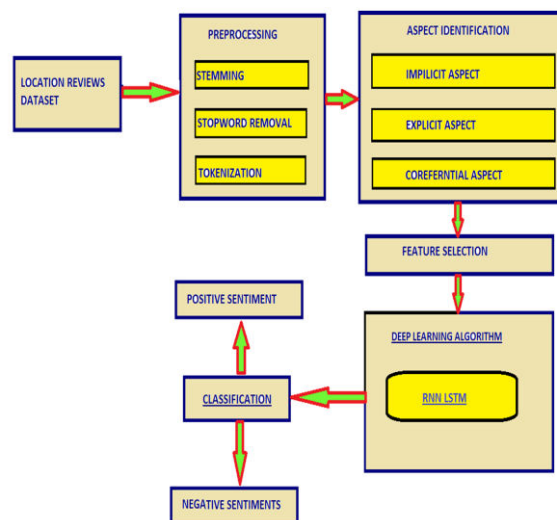 LOCATION REVIEWS
DATASET
PREPROCESSING
STEMMING
STOPWORD REMOVAL
TOKENIZATION
ASPECT IDENTIFICATION
IMPILICIT ASPECT
EXPLICIT ASPECT
COREFERNTIAL ASPECT
FEATURE SELECTION
DEEP LEARNING ALGORITHM
RNN LSTM
CLASSIFICATION
POSITIVE SENTIMENT
NEGATIVE SENTIMENTS